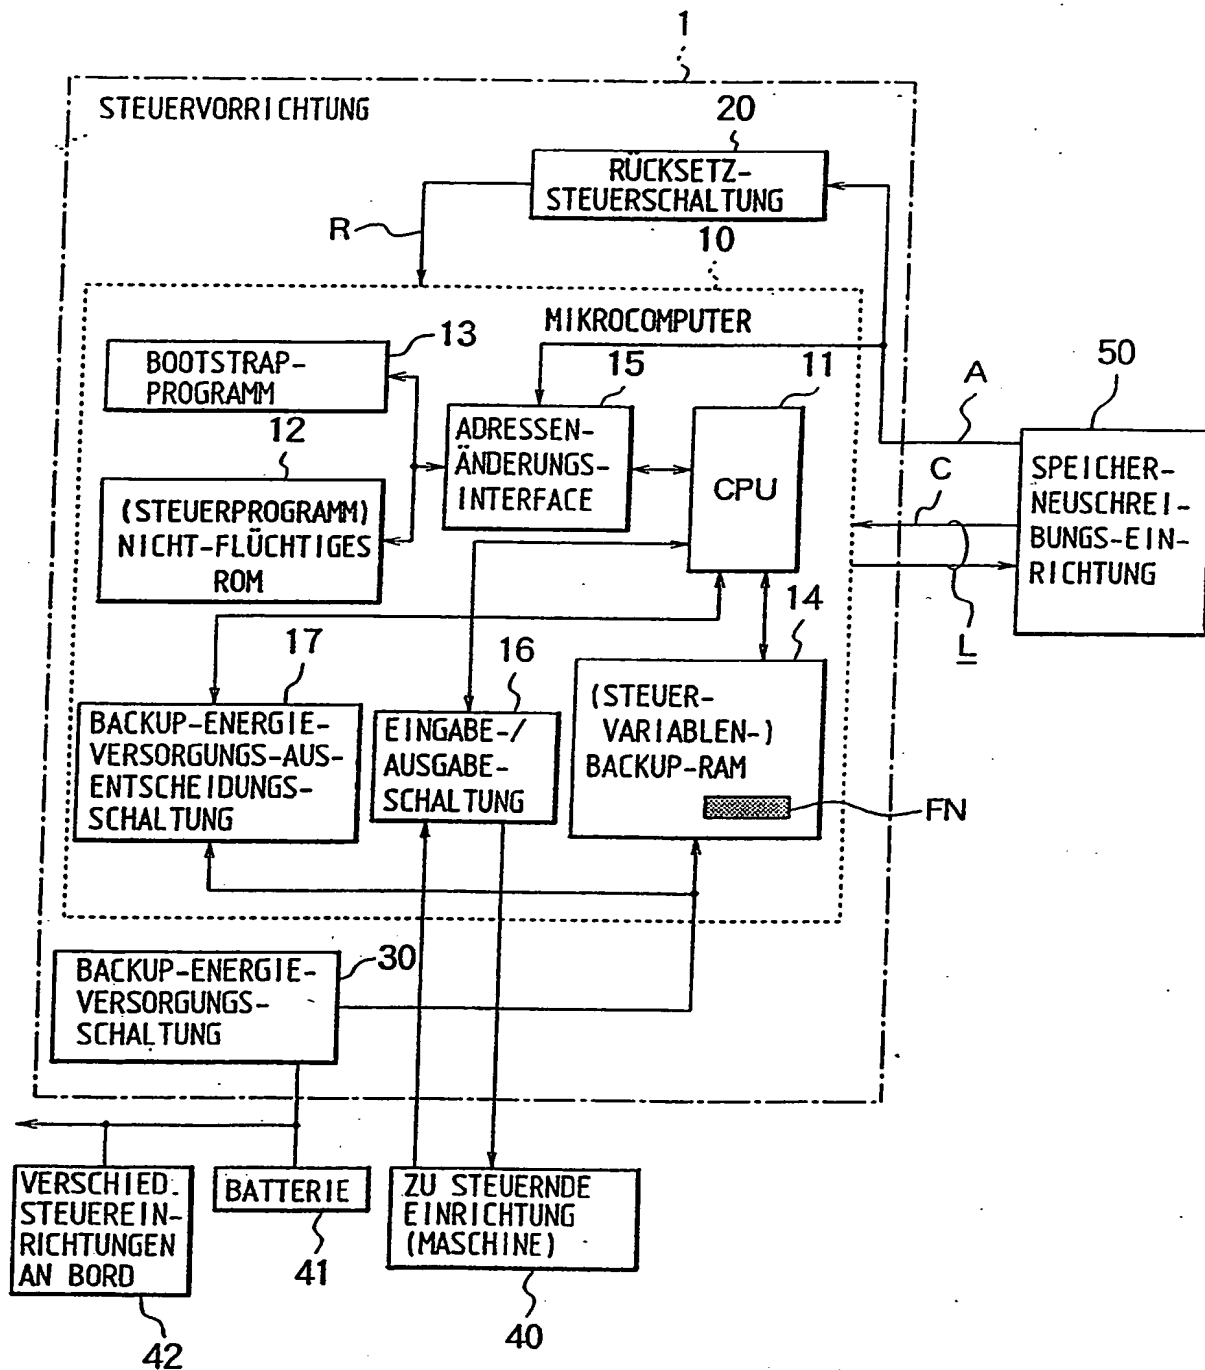 1
STEUERVORRICHTUNG
20
RÜCKSETZ-
STEUERSCHALTUNG
R
10
MIKROCOMPUTER
13
BOOTSTRAP-
PROGRAMM
15
11
A
50
12
ADRESSEN-
ÄNDERUNGS-
INTERFACE
CPU
C
SPEICHER-
NEUSCHREI-
BUNGS-EIN-
RICHTUNG
(STEUERPROGRAMM)
NICHT-FLÜCHTIGES
ROM
L
17
16
14
BACKUP-ENERGIE-
VERSORGUNGS-AUS-
ENTSCHEIDUNGS-
SCHALTUNG
EINGABE-/
AUSGABE-
SCHALTUNG
(STEUER-
VARIABLEN-)
BACKUP-RAM
FN
30
BACKUP-ENERGIE-
VERSORGUNGS-
SCHALTUNG
VERSCHIED.
STEUEREIN-
RICHTUNGEN
AN BORD
BATTERIE
ZU STEUERNDE
EINRICHTUNG
(MASCHINE)
41
40
42